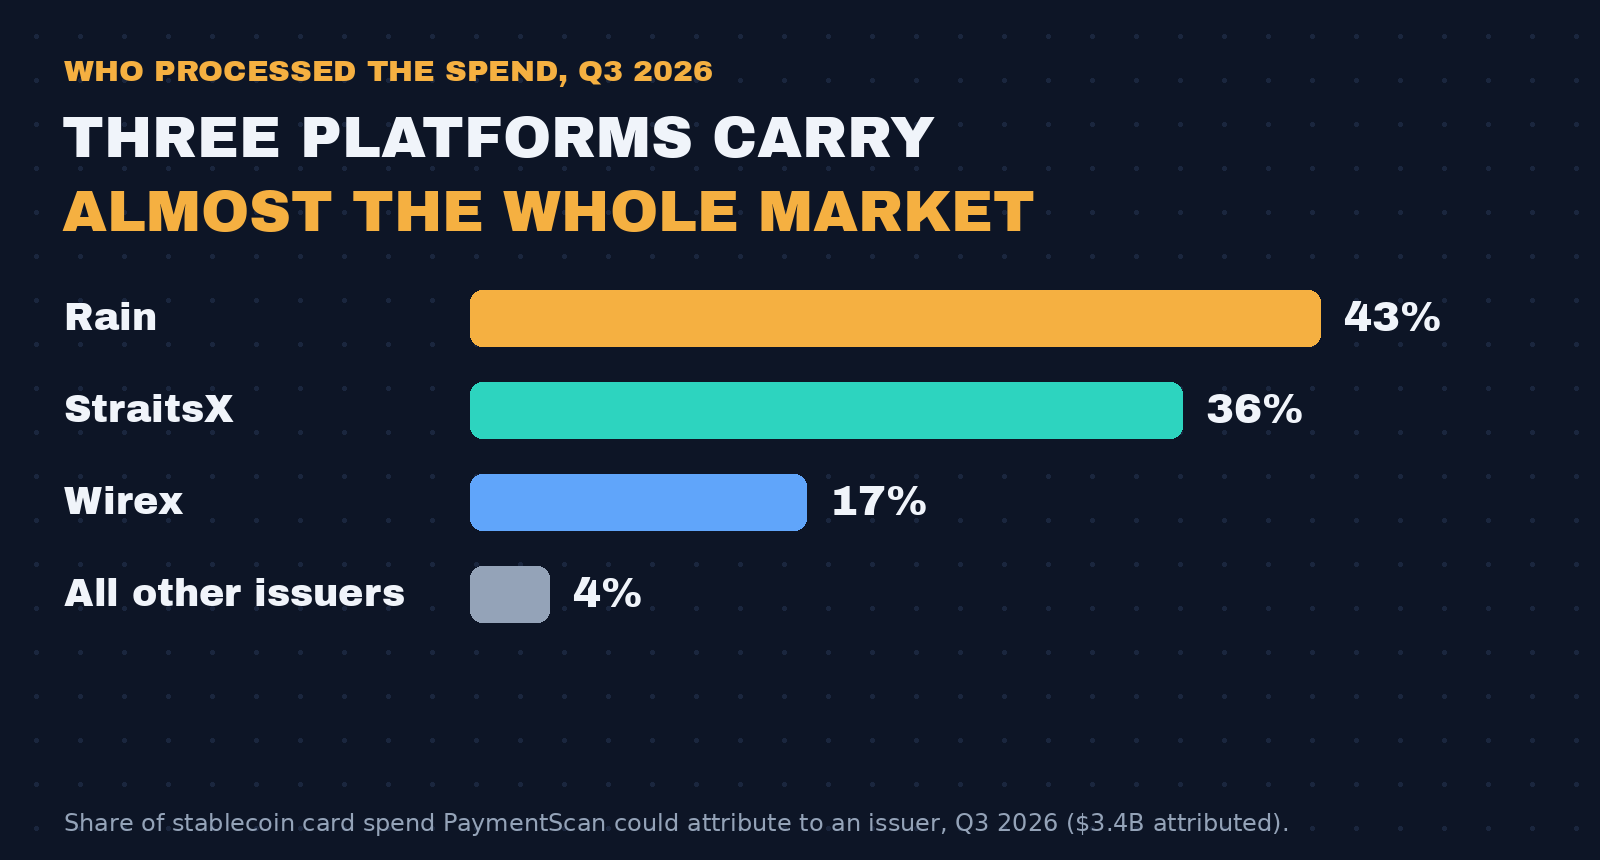 WHO PROCESSED THE SPEND, Q3 2026
THREE PLATFORMS CARRY
ALMOST THE WHOLE MARKET
Rain 43%
StraitsX 36%
Wirex 17%
All other issuers 4%
Share of stablecoin card spend PaymentScan could attribute to an issuer, Q3 2026 ($3.4B attributed).